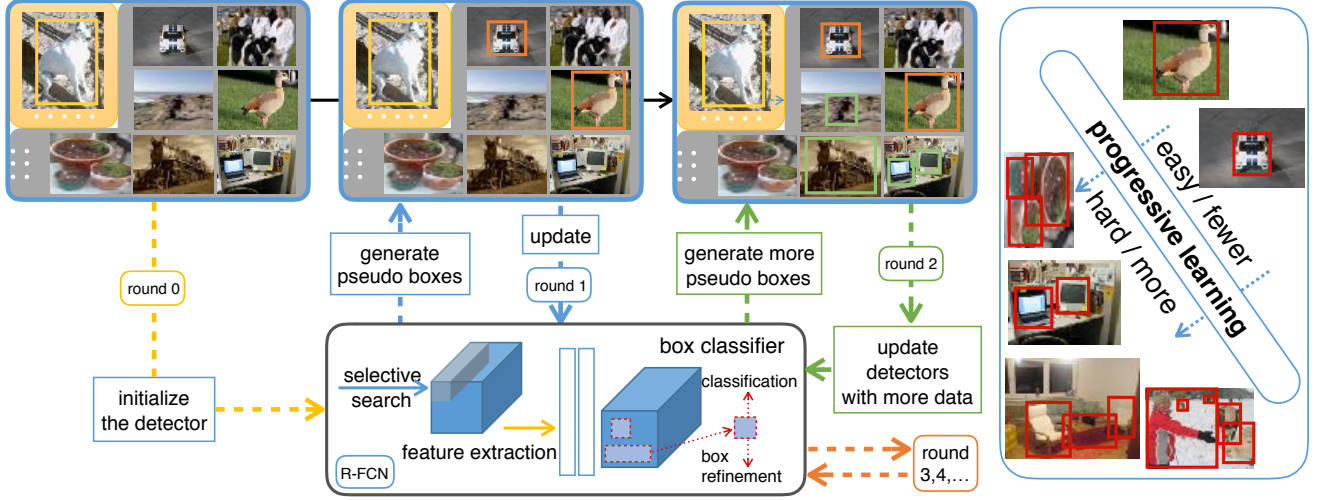 round 0
initialize
the detector
generate
pseudo boxes
update
round 1
generate more
pseudo boxes
round 2
update
detectors
with more data
selective
search
feature extraction
R-FCN
box classifier
classification
box
refinement
round
3,4,...
progressive learning
easy / fewer
hard / more